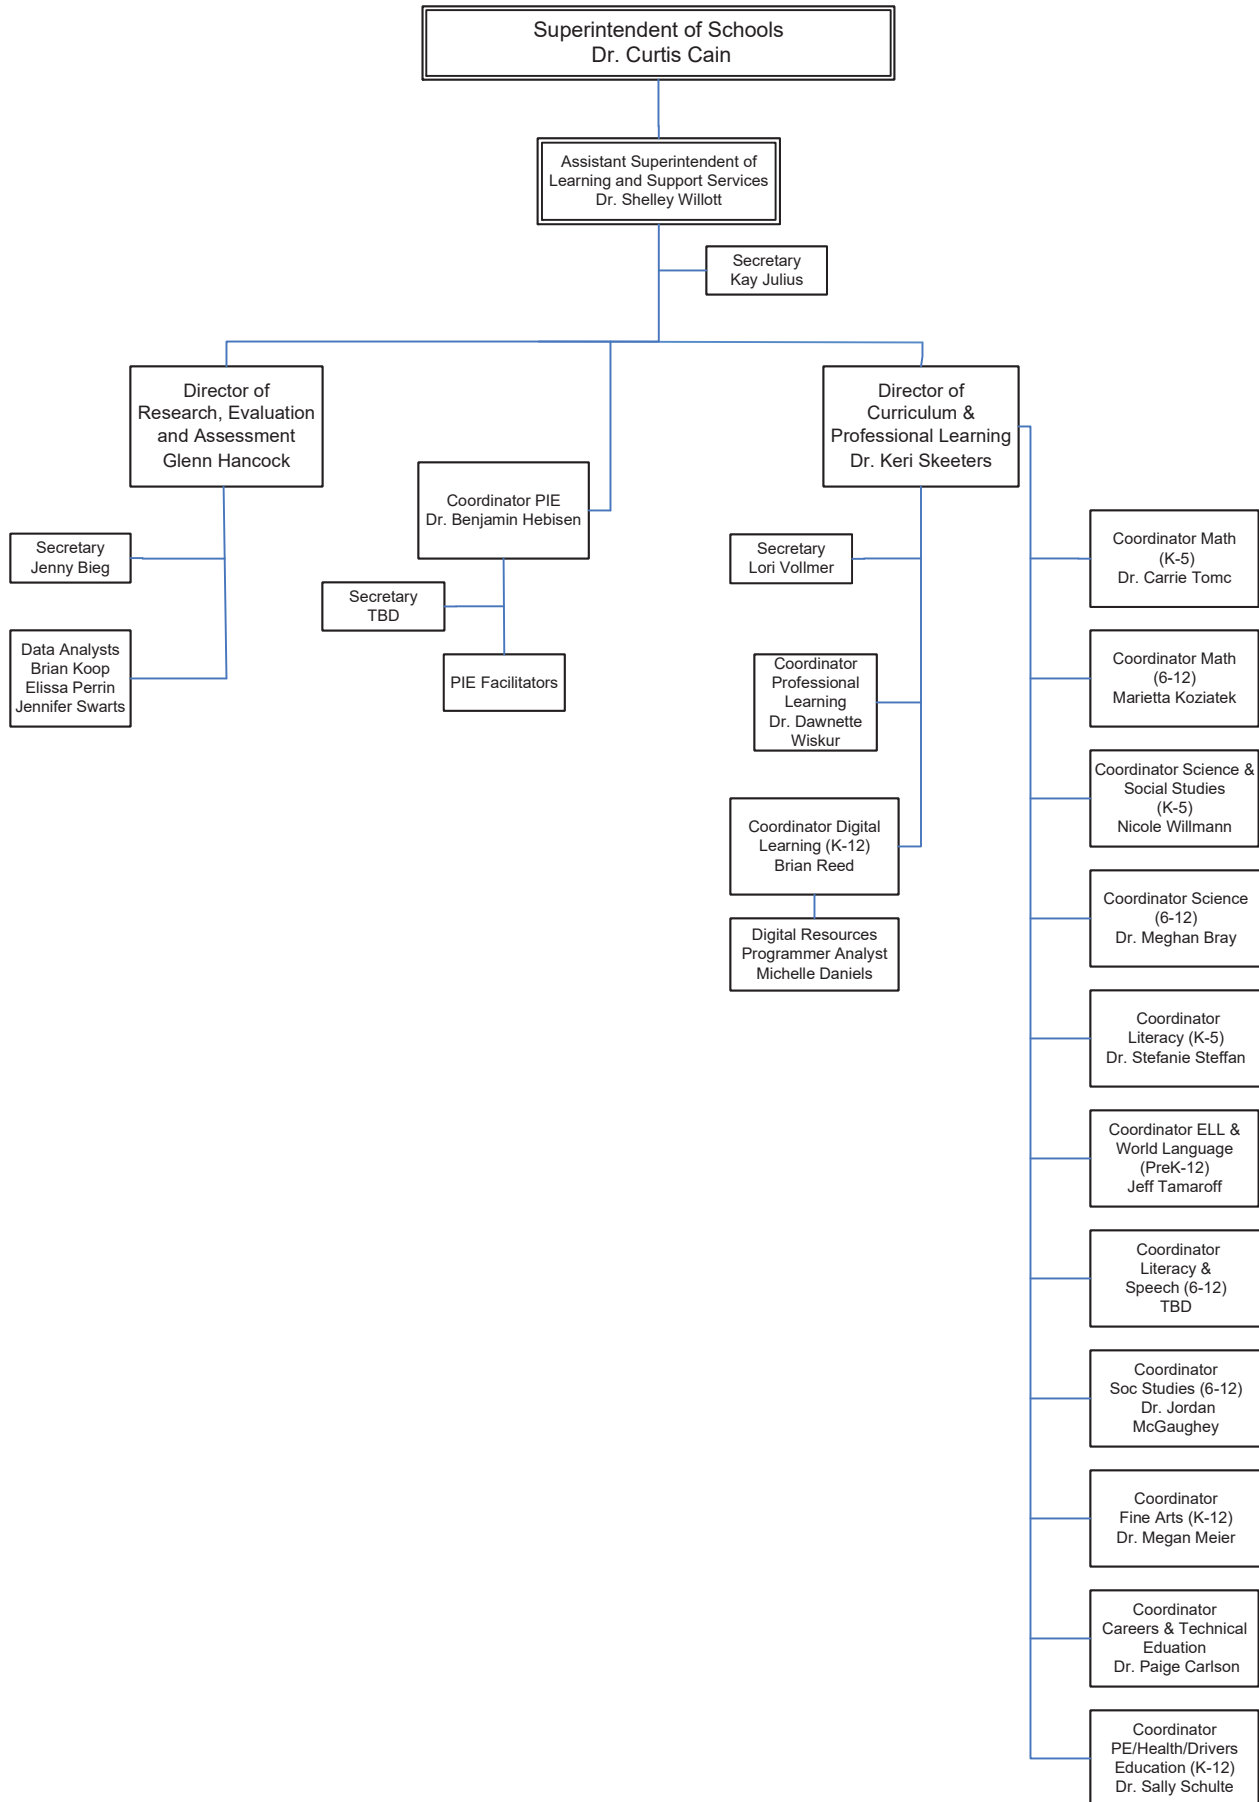 Superintendent of Schools
Dr. Curtis Cain
Assistant Superintendent of
Learning and Support Services
Dr. Shelley Willott
Secretary
Kay Julius
Director of
Research, Evaluation
and Assessment
Glenn Hancock
Secretary
Jenny Bieg
Data Analysts
Brian Koop
Elissa Perrin
Jennifer Swarts
Coordinator PIE
Dr. Benjamin Hebisen
Secretary
TBD
PIE Facilitators
Director of
Curriculum &
Professional Learning
Dr. Keri Skeeters
Secretary
Lori Vollmer
Coordinator
Professional
Learning
Dr. Dawnette
Wiskur
Coordinator Digital
Learning (K-12)
Brian Reed
Digital Resources
Programmer Analyst
Michelle Daniels
Coordinator Math
(K-5)
Dr. Carrie Tomc
Coordinator Math
(6-12)
Marietta Koziatek
Coordinator Science &
Social Studies
(K-5)
Nicole Willmann
Coordinator Science
(6-12)
Dr. Meghan Bray
Coordinator
Literacy (K-5)
Dr. Stefanie Steffan
Coordinator ELL &
World Language
(PreK-12)
Jeff Tamaroff
Coordinator
Literacy &
Speech (6-12)
TBD
Coordinator
Soc Studies (6-12)
Dr. Jordan
McGaughey
Coordinator
Fine Arts (K-12)
Dr. Megan Meier
Coordinator
Careers & Technical
Eduation
Dr. Paige Carlson
Coordinator
PE/Health/Drivers
Education (K-12)
Dr. Sally Schulte